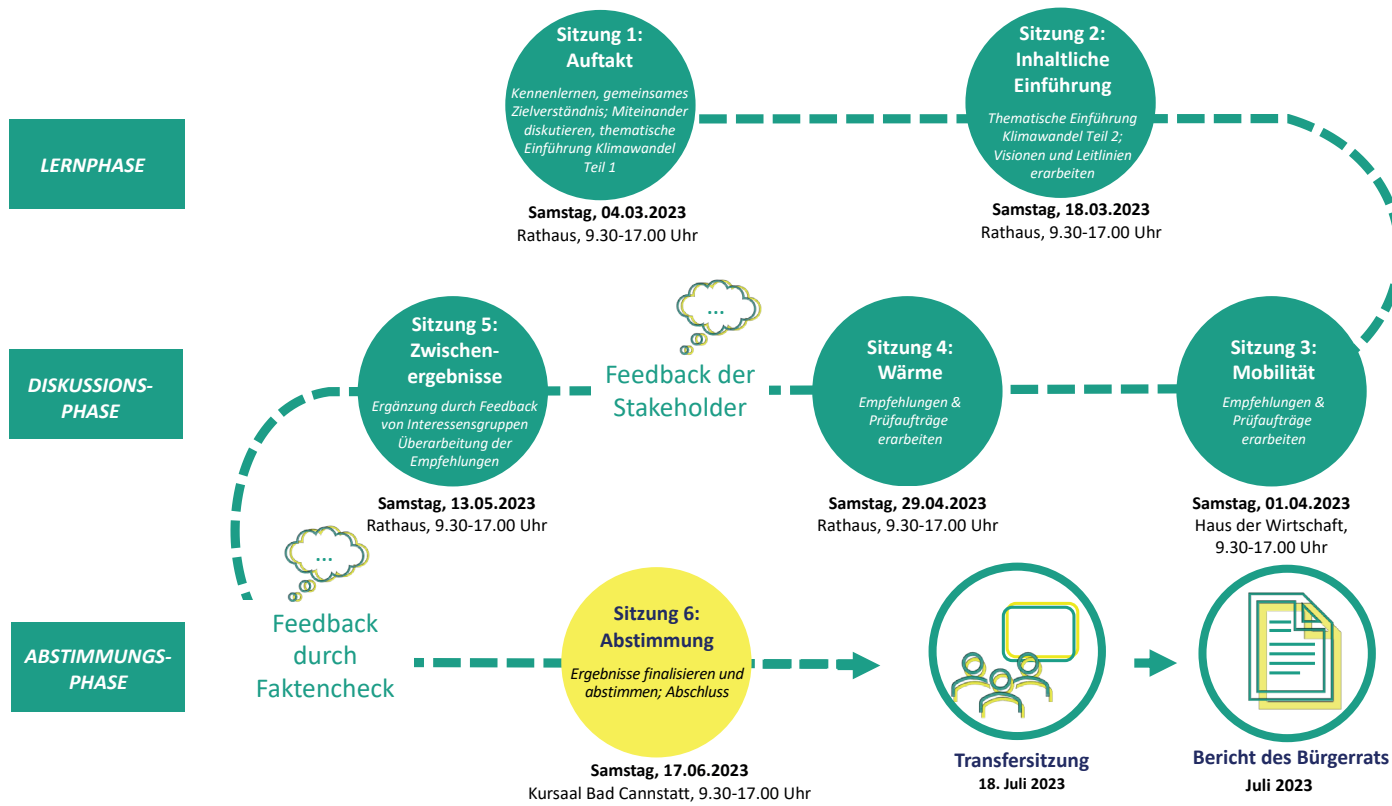 LERNPHASE
Sitzung 1:
Auftakt
Kennenlernen, gemeinsames
Zielverständnis; Miteinander
diskutieren, thematische
Einführung Klimawandel
Teil 1
Samstag, 04.03.2023
Rathaus, 9.30-17.00 Uhr
Sitzung 2:
Inhaltliche
Einführung
Thematische Einführung
Klimawandel Teil 2;
Visionen und Leitlinien
erarbeiten
Samstag, 18.03.2023
Rathaus, 9.30-17.00 Uhr
DISKUSSIONS-
PHASE
Sitzung 3:
Mobilität
Empfehlungen &
Prüfaufträge
erarbeiten
Samstag, 01.04.2023
Haus der Wirtschaft,
9.30-17.00 Uhr
Sitzung 4:
Wärme
Empfehlungen &
Prüfaufträge
erarbeiten
Samstag, 29.04.2023
Rathaus, 9.30-17.00 Uhr
...
Feedback der
Stakeholder
Sitzung 5:
Zwischen-
ergebnisse
Ergänzung durch Feedback
von Interessensgruppen
Überarbeitung der
Empfehlungen
Samstag, 13.05.2023
Rathaus, 9.30-17.00 Uhr
ABSTIMMUNGS-
PHASE
...
Feedback
durch
Faktencheck
Sitzung 6:
Abstimmung
Ergebnisse finalisieren und
abstimmen; Abschluss
Samstag, 17.06.2023
Kursaal Bad Cannstatt, 9.30-17.00 Uhr
Transfersitzung
18. Juli 2023
Bericht des Bürgerrats
Juli 2023